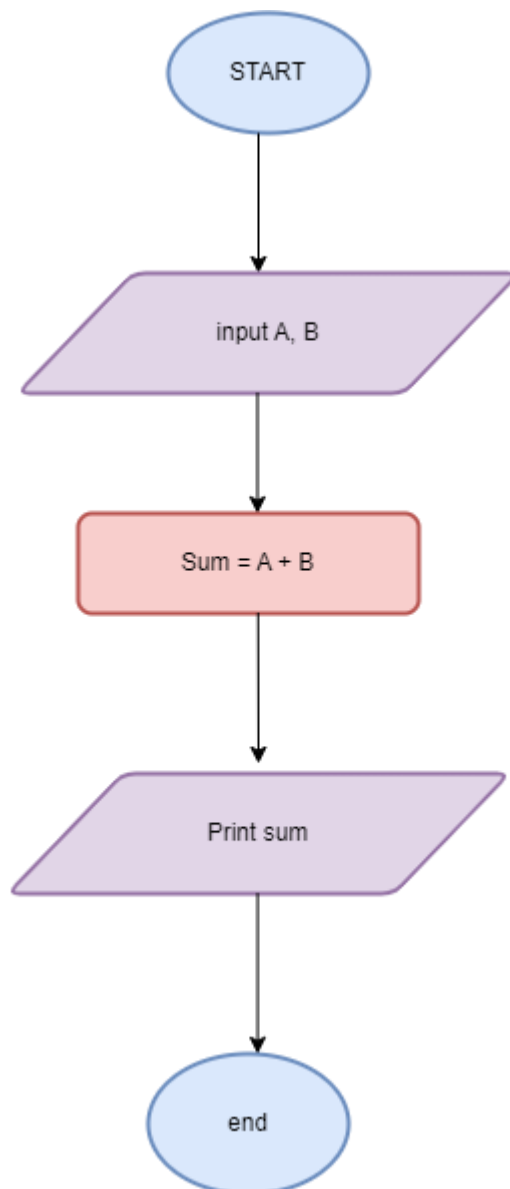 START
input A, B
Sum = A + B
Print sum
end